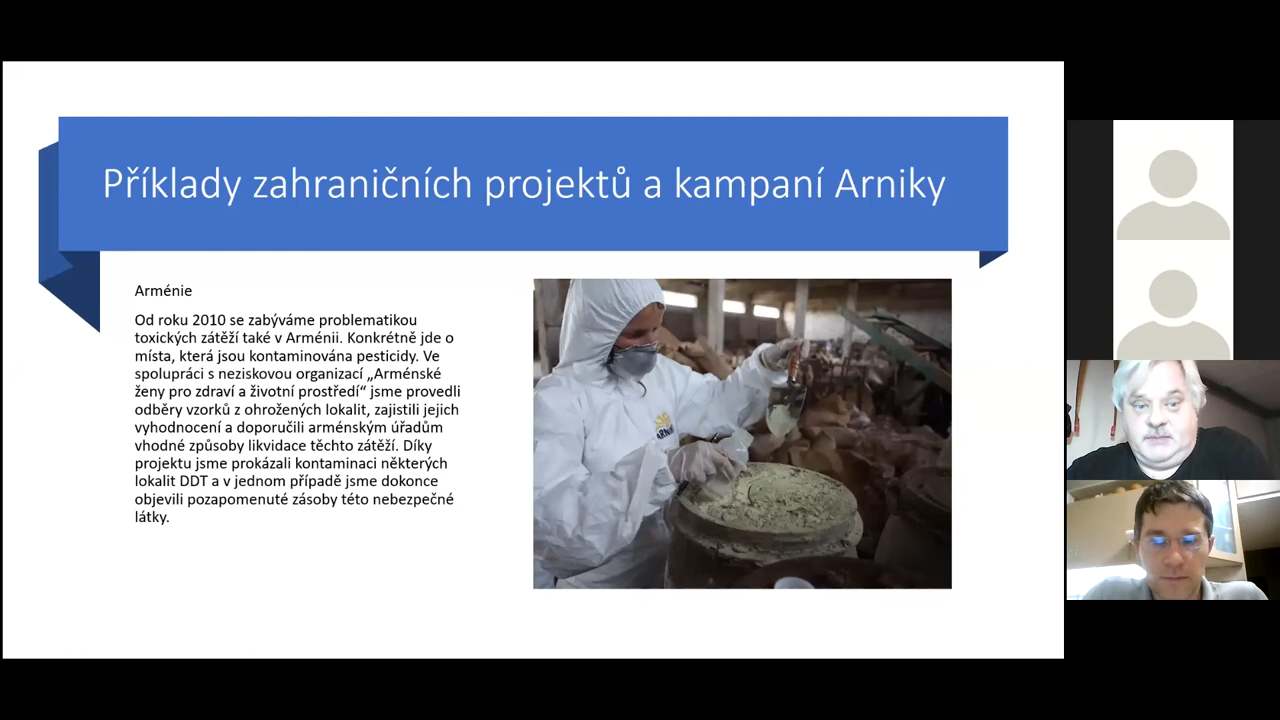 Příklady zahraničních projektů a kampaní Arniky
Arménie
Od roku 2010 se zabýváme problematikou
toxických zátěží také v Arménii. Konkrétně jde o
místa, která jsou kontaminována pesticidy. Ve
spolupráci s neziskovou organizací „Arménské
ženy pro zdraví a životní prostředí“ jsme provedli
odběry vzorků z ohrožených lokalit, zajistili jejich
vyhodnocení a doporučili arménským úřadům
vhodné způsoby likvidace těchto zátěží. Díky
projektu jsme prokázali kontaminaci některých
lokalit DDT a v jednom případě jsme dokonce
objevili pozapomenuté zásoby této nebezpečné
látky.